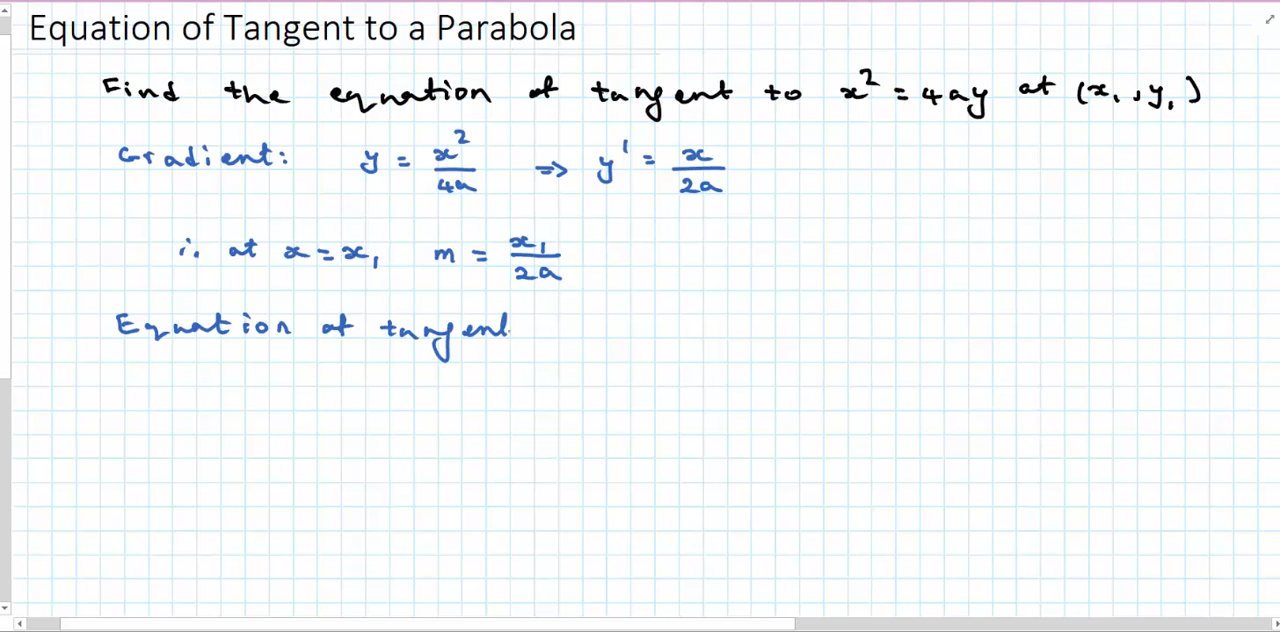 Equation of Tangent to a Parabola
Find the equation of tangent to x² = 4ay at (x₁, y₁)
Gradient: y = x²/4a ⇒ y' = x/2a
∴ at x = x₁ m = x₁/2a
Equation of tangent